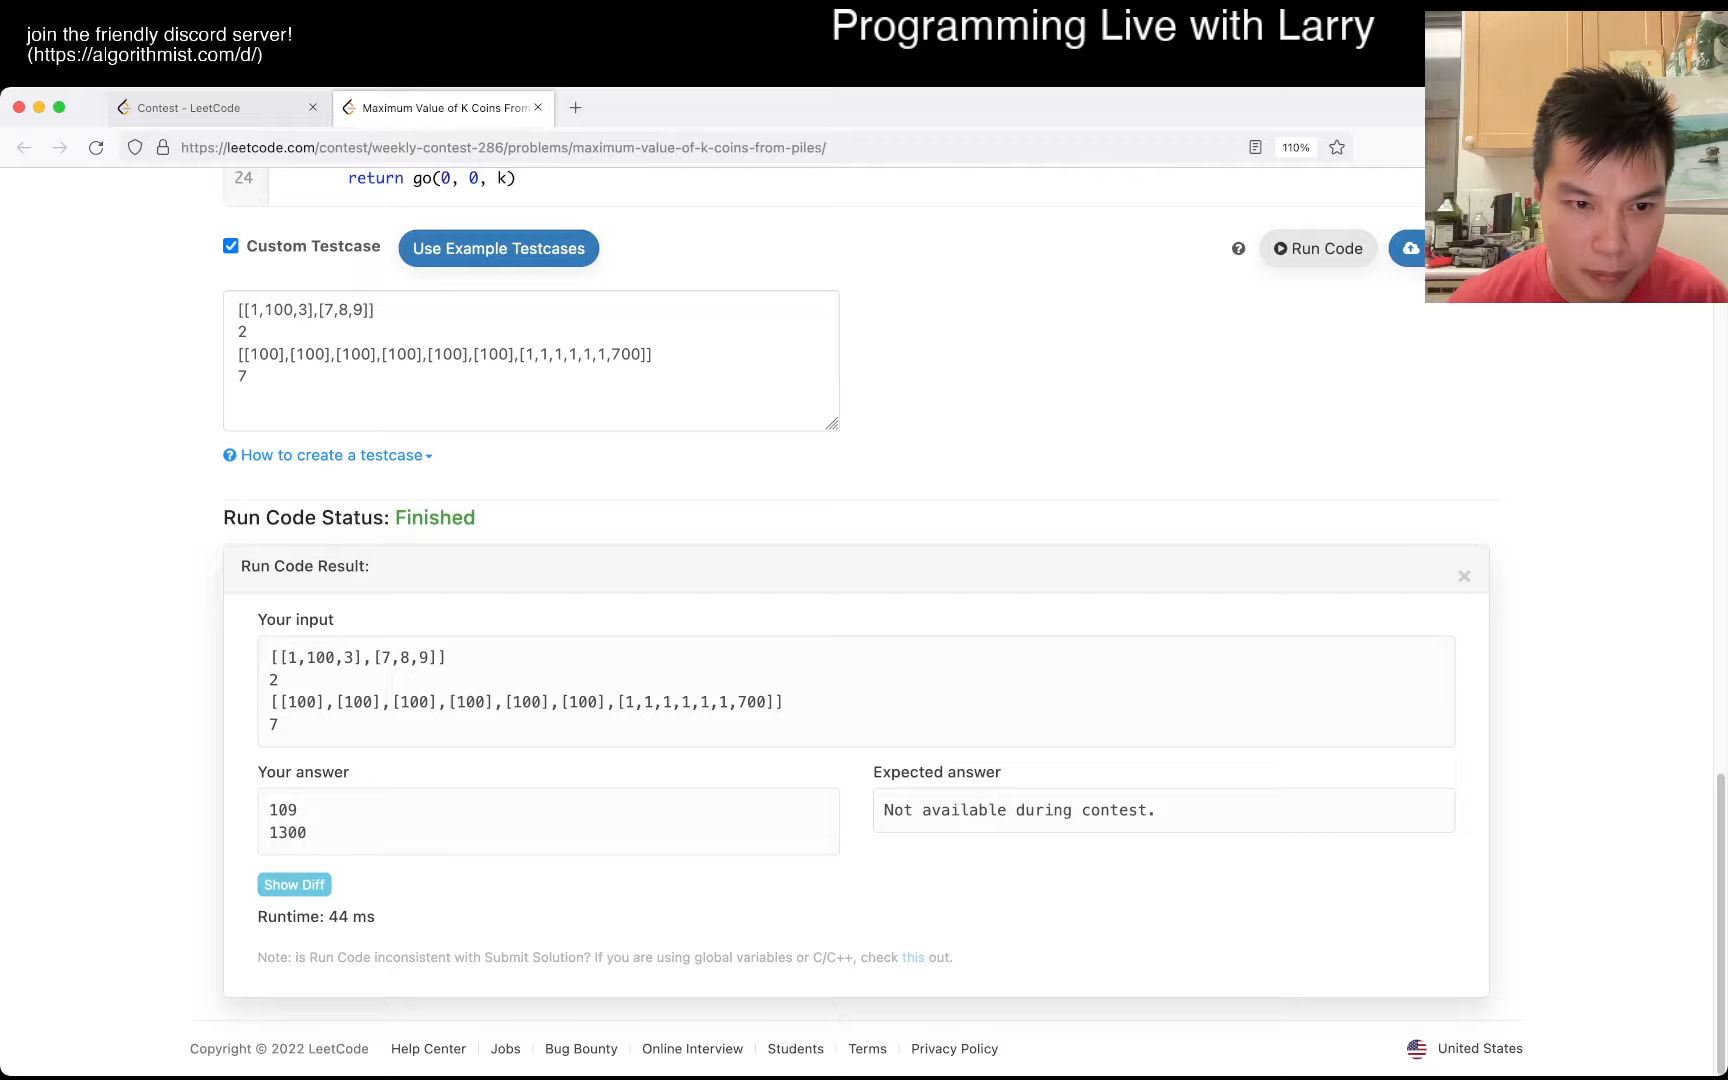 join the friendly discord server!
(https://algorithmist.com/d/)
Programming Live with Larry
Contest - LeetCode
Maximum Value of K Coins From
https://leetcode.com/contest/weekly-contest-286/problems/maximum-value-of-k-coins-from-piles/
110%
24 return go(0, 0, k)
Custom Testcase
Use Example Testcases
Run Code
[[1,100,3],[7,8,9]]
2
[[100],[100],[100],[100],[100],[100],[1,1,1,1,1,1,700]]
7
How to create a testcase
Run Code Status: Finished
Run Code Result:
Your input
[[1,100,3],[7,8,9]]
2
[[100],[100],[100],[100],[100],[100],[1,1,1,1,1,1,700]]
7
Your answer
Expected answer
109
1300
Not available during contest.
Show Diff
Runtime: 44 ms
Note: is Run Code inconsistent with Submit Solution? If you are using global variables or C/C++, check this out.
Copyright © 2022 LeetCode
Help Center
Jobs
Bug Bounty
Online Interview
Students
Terms
Privacy Policy
United States